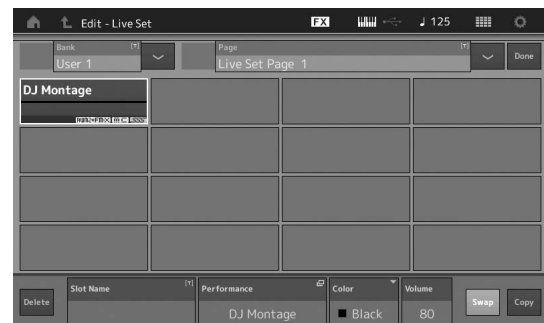 Edit - Live Set FX ♩ 125
Bank [T] Page [T]
User 1 Live Set Page 1 Done
DJ Montage
Slot Name [T] Performance Color Volume
Delete DJ Montage Black 80 Swap Copy